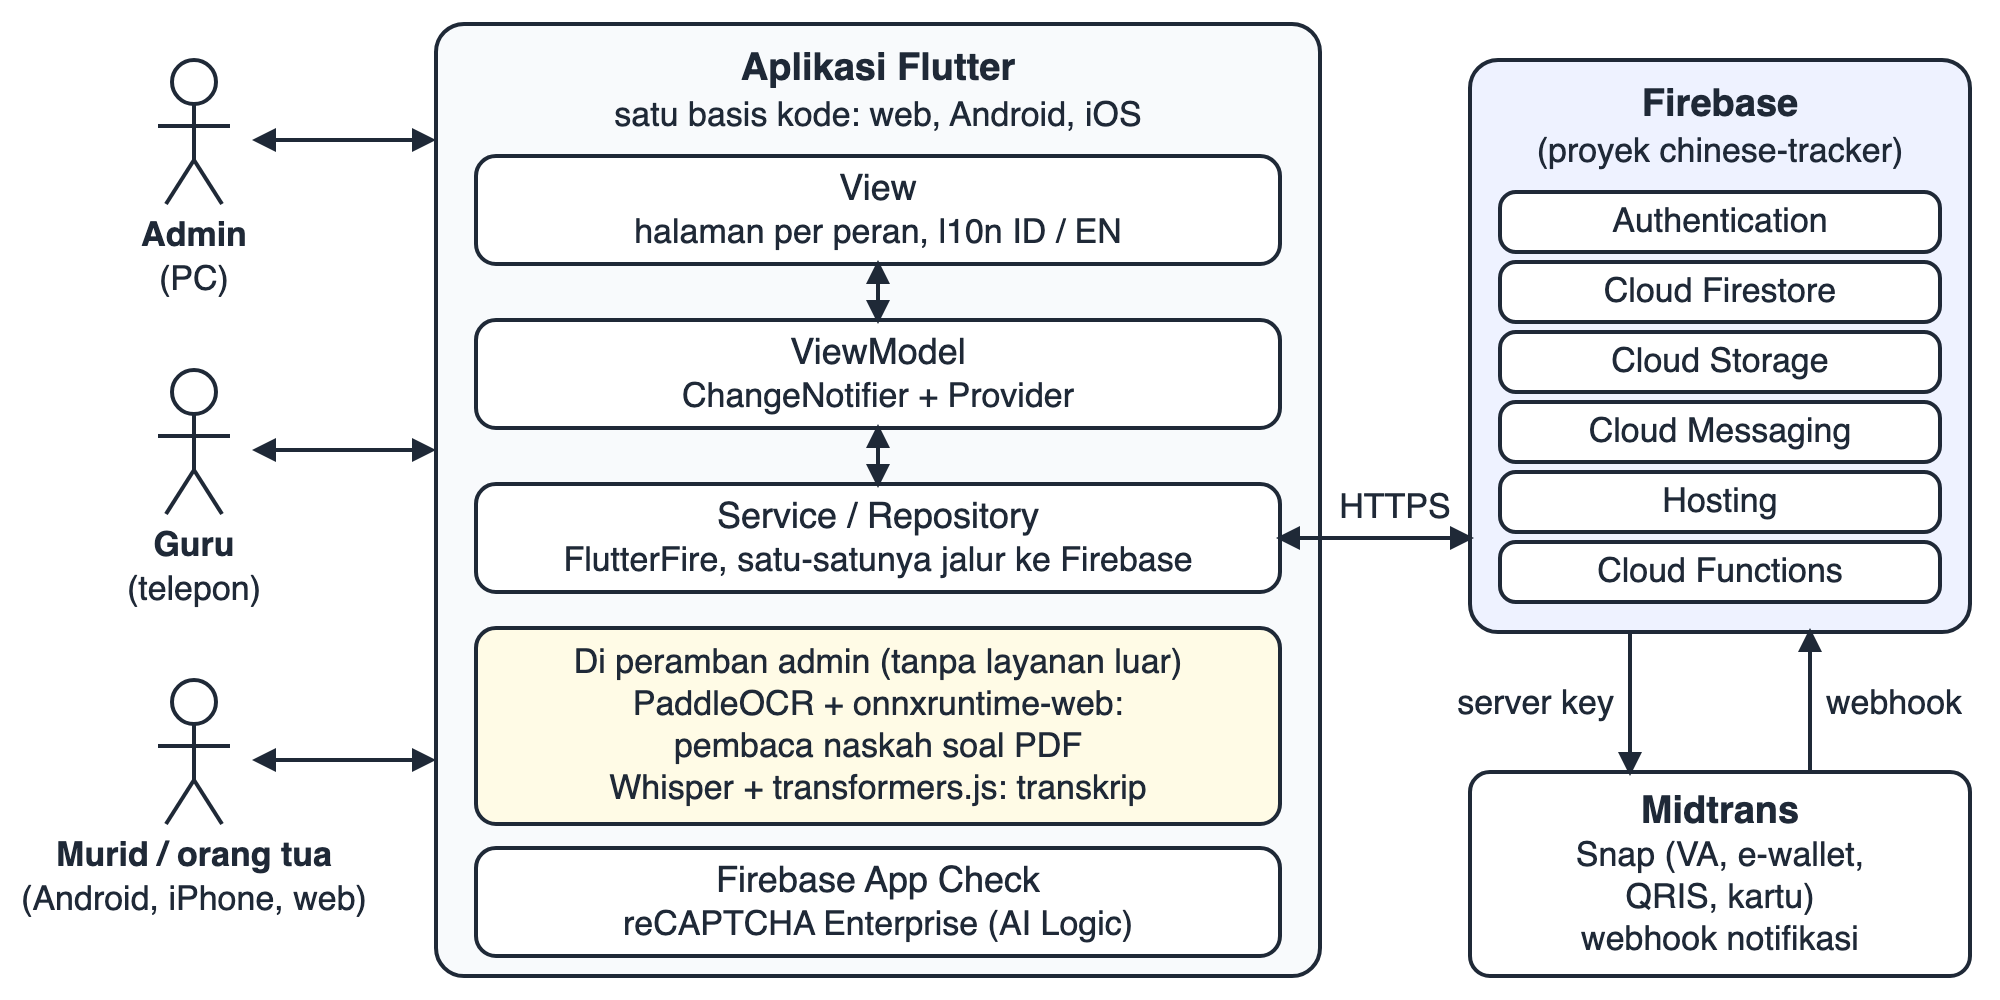 Admin
(PC)
Guru
(telepon)
Murid / orang tua
(Android, iPhone, web)
Aplikasi Flutter
satu basis kode: web, Android, iOS
View
halaman per peran, l10n ID / EN
ViewModel
ChangeNotifier + Provider
Service / Repository
FlutterFire, satu-satunya jalur ke Firebase
Di peramban admin (tanpa layanan luar)
PaddleOCR + onnxruntime-web:
pembaca naskah soal PDF
Whisper + transformers.js: transkrip
Firebase App Check
reCAPTCHA Enterprise (AI Logic)
HTTPS
Firebase
(proyek chinese-tracker)
Authentication
Cloud Firestore
Cloud Storage
Cloud Messaging
Hosting
Cloud Functions
server key
webhook
Midtrans
Snap (VA, e-wallet,
QRIS, kartu)
webhook notifikasi